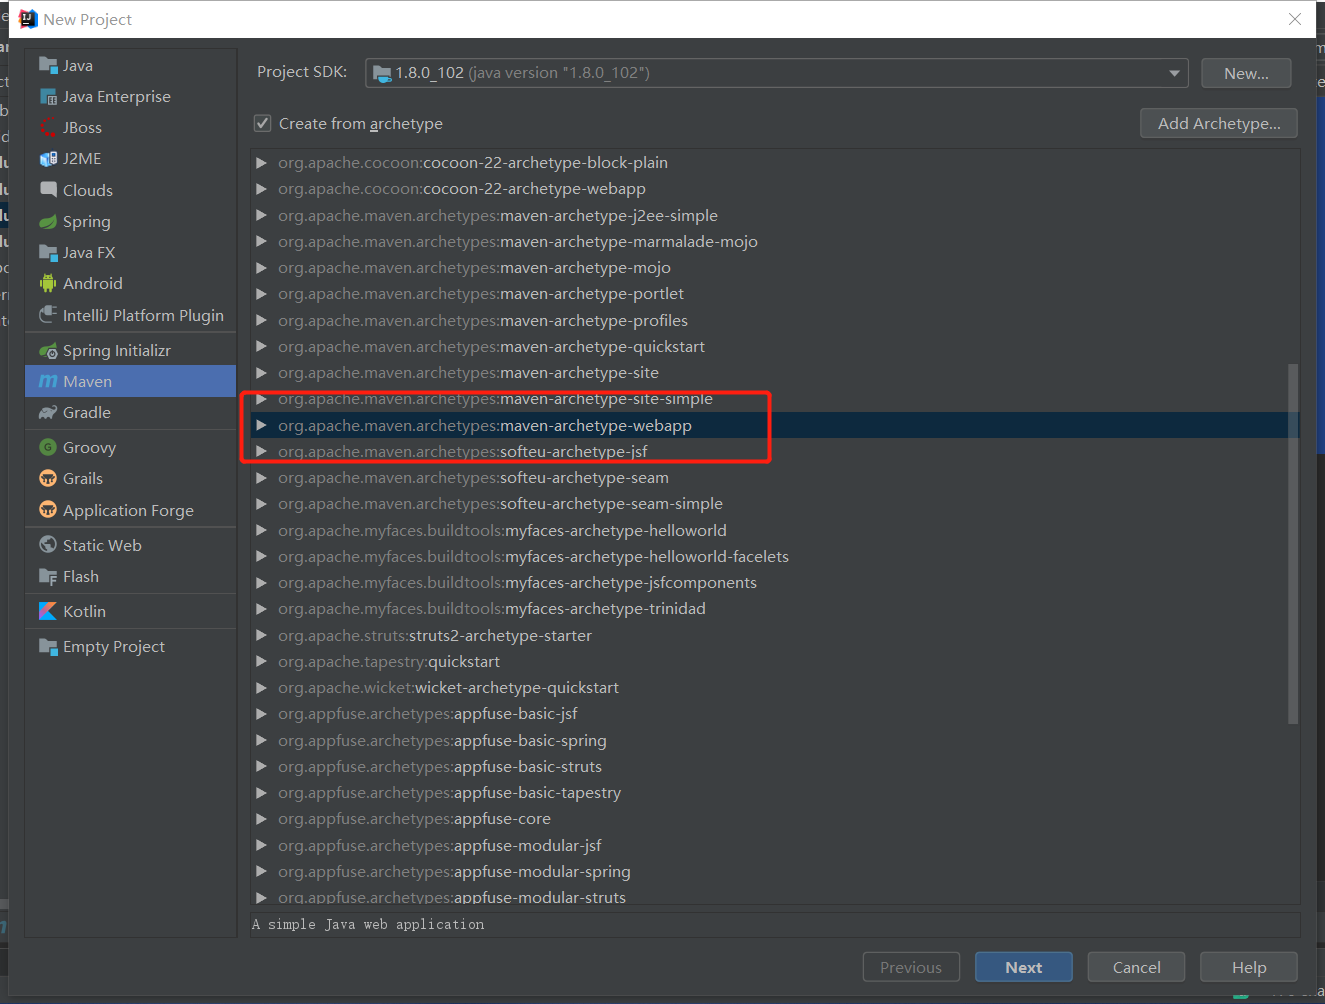 New Project
Java
Java Enterprise
JBoss
J2ME
Clouds
Spring
Java FX
Android
IntelliJ Platform Plugin
Spring Initializr
Maven
Gradle
Groovy
Grails
Application Forge
Static Web
Flash
Kotlin
Empty Project
Project SDK: 1.8.0_102 (java version "1.8.0_102") New...
Create from archetype Add Archetype...
org.apache.cocoon:cocoon-22-archetype-block-plain
org.apache.cocoon:cocoon-22-archetype-webapp
org.apache.maven.archetypes:maven-archetype-j2ee-simple
org.apache.maven.archetypes:maven-archetype-marmalade-mojo
org.apache.maven.archetypes:maven-archetype-mojo
org.apache.maven.archetypes:maven-archetype-portlet
org.apache.maven.archetypes:maven-archetype-profiles
org.apache.maven.archetypes:maven-archetype-quickstart
org.apache.maven.archetypes:maven-archetype-site
org.apache.maven.archetypes:maven-archetype-site-simple
org.apache.maven.archetypes:maven-archetype-webapp
org.apache.maven.archetypes:softeu-archetype-jsf
org.apache.maven.archetypes:softeu-archetype-seam
org.apache.maven.archetypes:softeu-archetype-seam-simple
org.apache.myfaces.buildtools:myfaces-archetype-helloworld
org.apache.myfaces.buildtools:myfaces-archetype-helloworld-facelets
org.apache.myfaces.buildtools:myfaces-archetype-jsfcomponents
org.apache.myfaces.buildtools:myfaces-archetype-trinidad
org.apache.struts:struts2-archetype-starter
org.apache.tapestry:quickstart
org.apache.wicket:wicket-archetype-quickstart
org.appfuse.archetypes:appfuse-basic-jsf
org.appfuse.archetypes:appfuse-basic-spring
org.appfuse.archetypes:appfuse-basic-struts
org.appfuse.archetypes:appfuse-basic-tapestry
org.appfuse.archetypes:appfuse-core
org.appfuse.archetypes:appfuse-modular-jsf
org.appfuse.archetypes:appfuse-modular-spring
org.appfuse.archetypes:appfuse-modular-struts
A simple Java web application
Previous Next Cancel Help